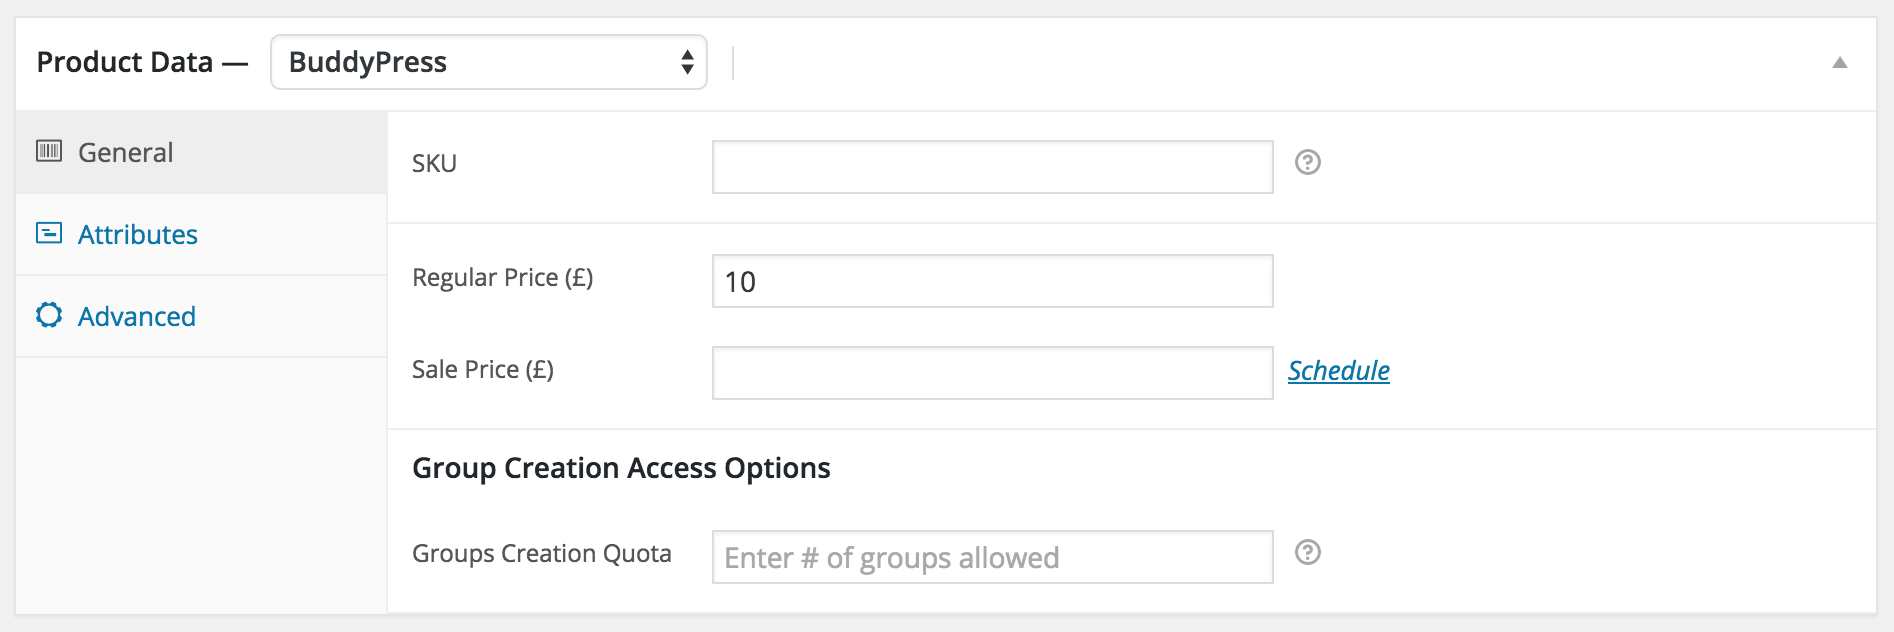 Product Data — BuddyPress
General
Attributes
Advanced
SKU
Regular Price (£) 10
Sale Price (£) Schedule
Group Creation Access Options
Groups Creation Quota Enter # of groups allowed